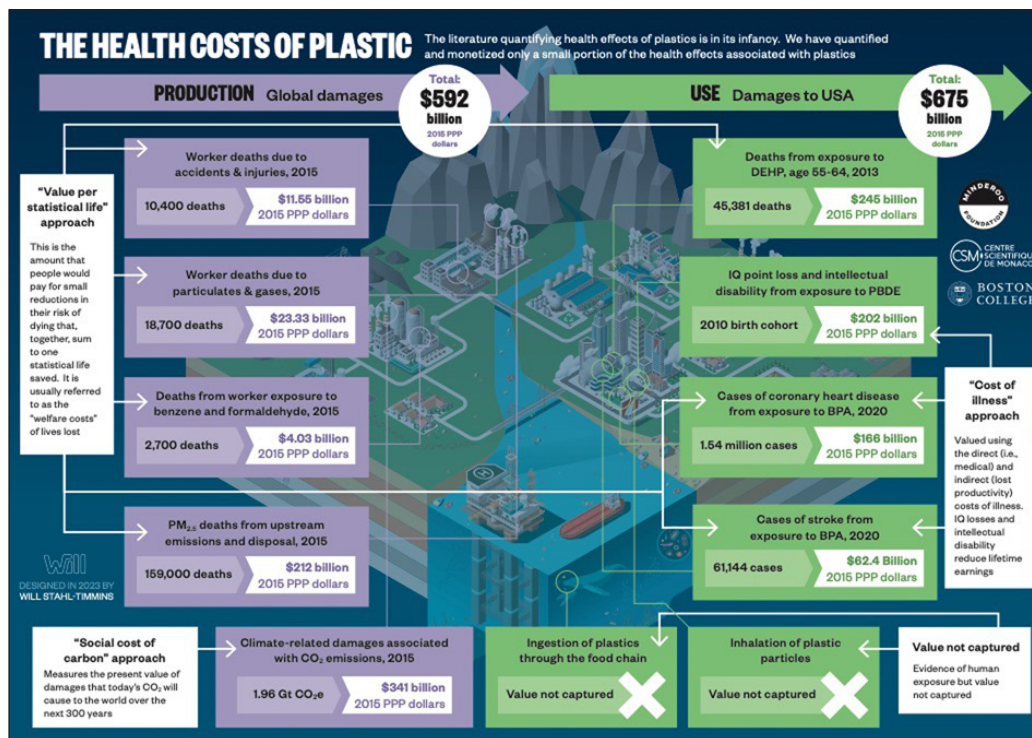 THE HEALTH COSTS OF PLASTIC
The literature quantifying health effects of plastics is in its infancy. We have quantified
and monetized only a small portion of the health effects associated with plastics
PRODUCTION Global damages
Total:
$592
billion
2015 PPP
dollars
USE Damages to USA
Total:
$675
billion
2015 PPP
dollars
"Value per
statistical life"
approach
This is the
amount that
people would
pay for small
reductions in
their risk of
dying that,
together, sum
to one
statistical life
saved. It is
usually referred
to as the
"welfare costs"
of lives lost
Worker deaths due to
accidents & injuries, 2015
10,400 deaths
$11.55 billion
2015 PPP dollars
Worker deaths due to
particulates & gases, 2015
18,700 deaths
$23.33 billion
2015 PPP dollars
Deaths from worker exposure to
benzene and formaldehyde, 2015
2,700 deaths
$4.03 billion
2015 PPP dollars
PM2.5 deaths from upstream
emissions and disposal, 2015
159,000 deaths
$212 billion
2015 PPP dollars
"Social cost of
carbon" approach
Measures the present value of
damages that today's CO2 will
cause to the world over the
next 300 years
Climate-related damages associated
with CO2 emissions, 2015
1.96 Gt CO2e
$341 billion
2015 PPP dollars
Deaths from exposure to
DEHP, age 55-64, 2013
45,381 deaths
$245 billion
2015 PPP dollars
IQ point loss and intellectual
disability from exposure to PBDE
2010 birth cohort
$202 billion
2015 PPP dollars
Cases of coronary heart disease
from exposure to BPA, 2020
1.54 million cases
$166 billion
2015 PPP dollars
Cases of stroke from
exposure to BPA, 2020
61,144 cases
$62.4 Billion
2015 PPP dollars
"Cost of
illness"
approach
Valued using
the direct (i.e.,
medical) and
indirect (lost
productivity)
costs of illness.
IQ losses and
intellectual
disability
reduce lifetime
earnings
Ingestion of plastics
through the food chain
Value not captured
Inhalation of plastic
particles
Value not captured
Value not captured
Evidence of human
exposure but value
not captured
MINDEROO
FOUNDATION
CSM
CENTRE
SCIENTIFIQUE
DE MONACO
BOSTON
COLLEGE
Will
DESIGNED IN 2023 BY
WILL STAHL-TIMMINS
H